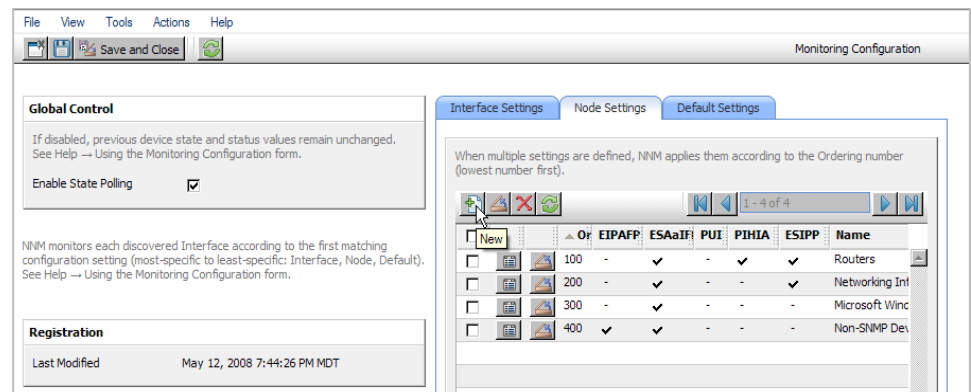 File View Tools Actions Help
Save and Close
Monitoring Configuration
Global Control
If disabled, previous device state and status values remain unchanged.
See Help → Using the Monitoring Configuration form.
Enable State Polling
NNM monitors each discovered Interface according to the first matching
configuration setting (most-specific to least-specific: Interface, Node, Default).
See Help → Using the Monitoring Configuration form.
Registration
Last Modified May 12, 2008 7:44:26 PM MDT
Interface Settings Node Settings Default Settings
When multiple settings are defined, NNM applies them according to the Ordering number
(lowest number first).
1 - 4 of 4
New
Or EIPAFP ESAaIF PUI PIHIA ESIPP Name
100 - ✓ - ✓ ✓ Routers
200 - ✓ - - ✓ Networking Inf
300 - ✓ - - - Microsoft Winc
400 ✓ ✓ - - - Non-SNMP Dev